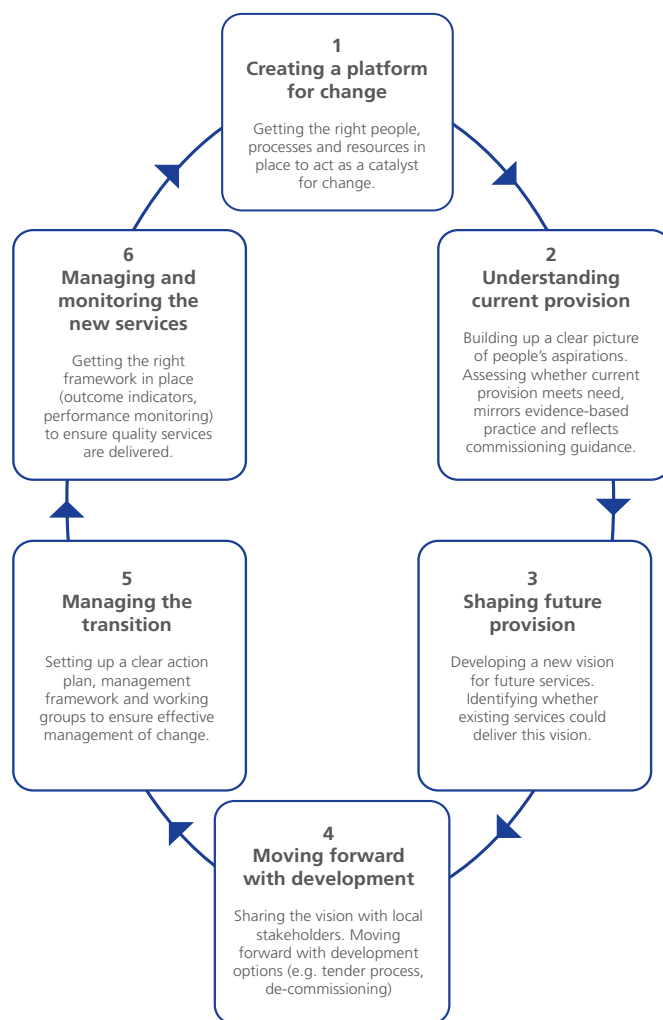 1
Creating a platform
for change
Getting the right people,
processes and resources in
place to act as a catalyst
for change.
2
Understanding
current provision
Building up a clear picture
of people's aspirations.
Assessing whether current
provision meets need,
mirrors evidence-based
practice and reflects
commissioning guidance.
3
Shaping future
provision
Developing a new vision
for future services.
Identifying whether
existing services could
deliver this vision.
4
Moving forward
with development
Sharing the vision with local
stakeholders. Moving
forward with development
options (e.g. tender process,
de-commissioning)
5
Managing the
transition
Setting up a clear action
plan, management
framework and working
groups to ensure effective
management of change.
6
Managing and
monitoring the
new services
Getting the right
framework in place
(outcome indicators,
performance monitoring)
to ensure quality services
are delivered.